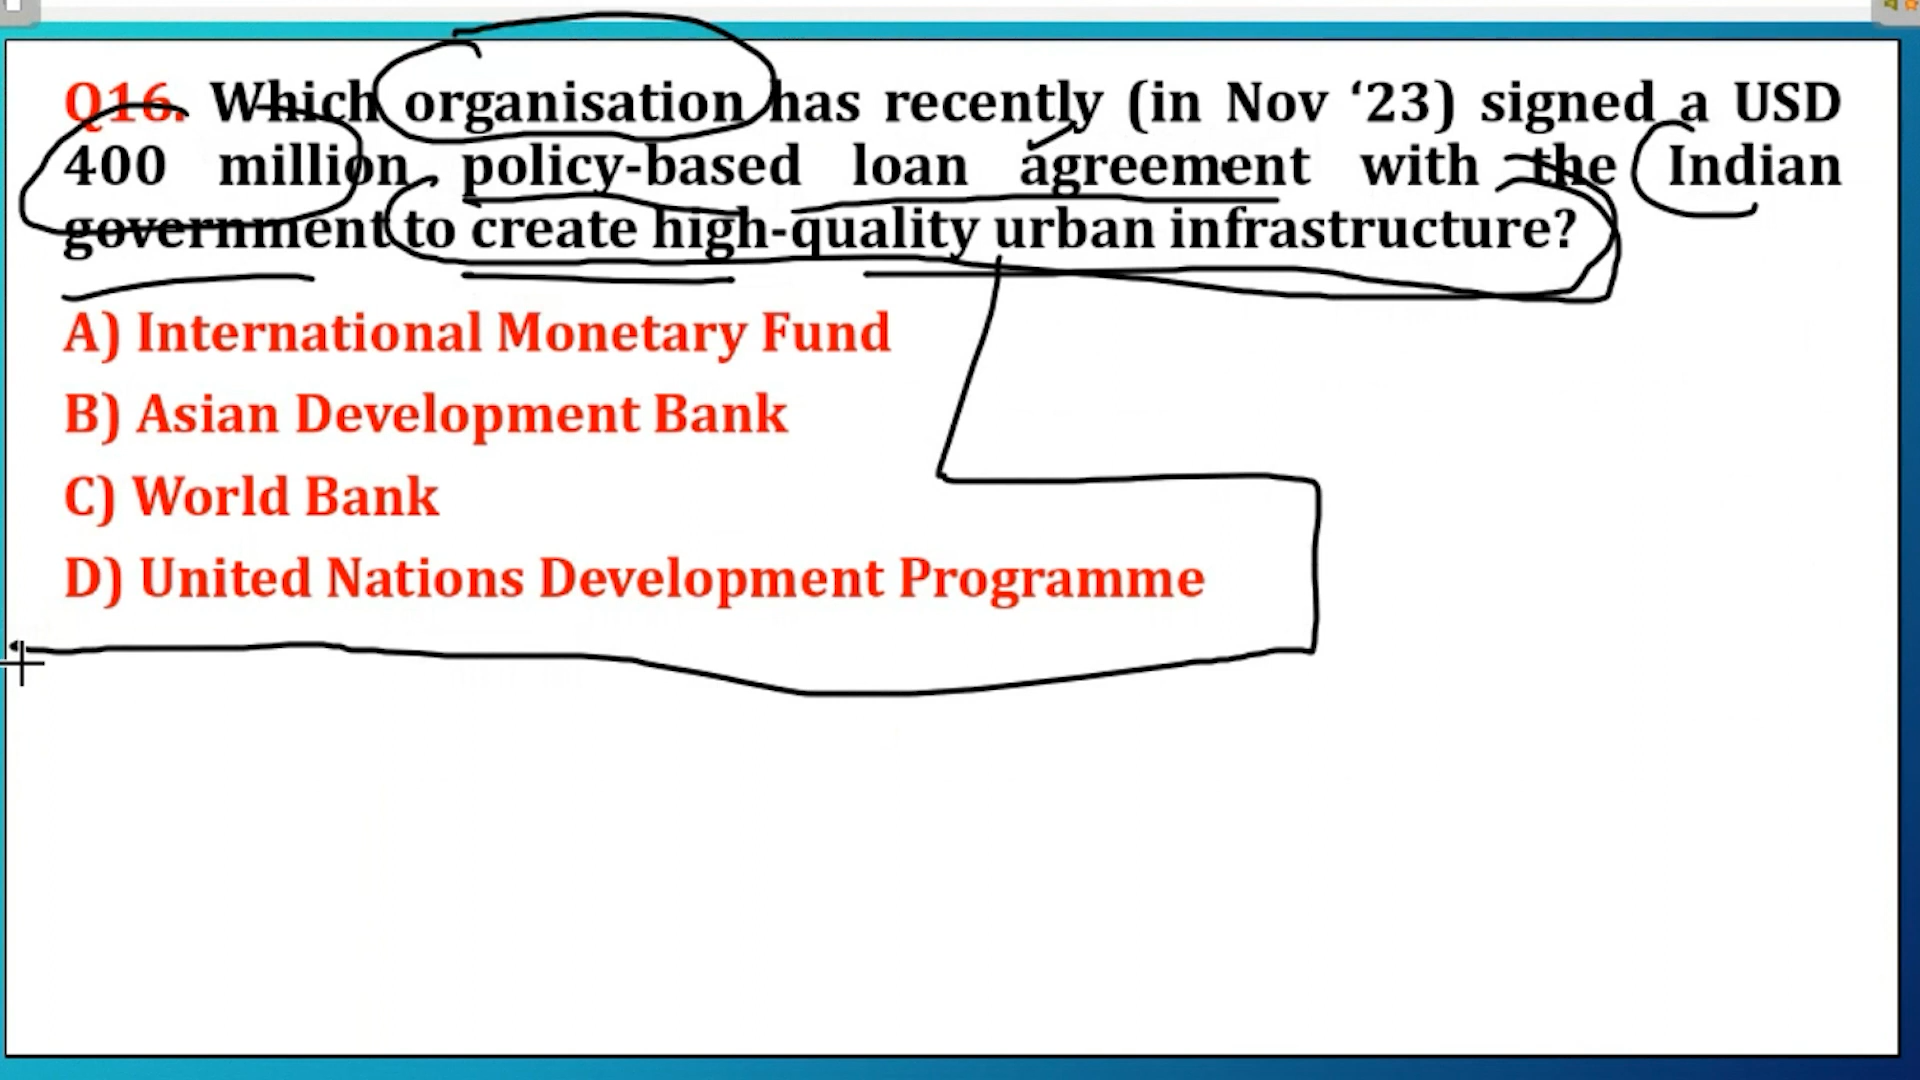 Q16. Which organisation has recently (in Nov ‘23) signed a USD
400 million policy-based loan agreement with the Indian
government to create high-quality urban infrastructure?
A) International Monetary Fund
B) Asian Development Bank
C) World Bank
D) United Nations Development Programme